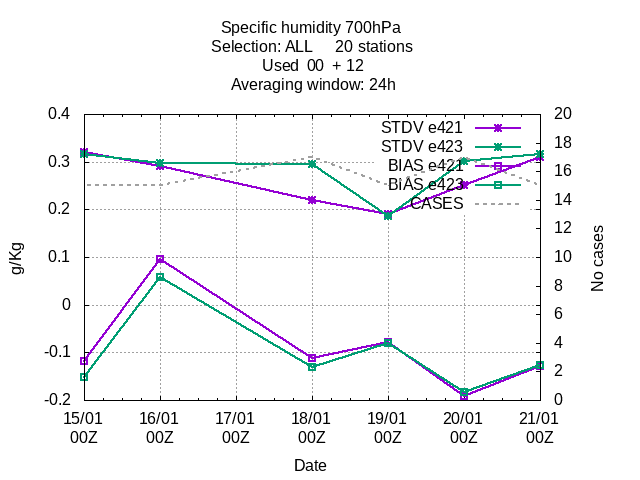 Specific humidity 700hPa
Selection: ALL     20 stations
Used  00  + 12
Averaging window: 24h
0.4
0.3
0.2
0.1
0
-0.1
-0.2
g/Kg
STDV e421
STDV e423
BIAS e421
BIAS e423
CASES
20
18
16
14
12
10
8
6
4
2
0
No cases
15/01 16/01 17/01 18/01 19/01 20/01 21/01
00Z 00Z 00Z 00Z 00Z 00Z 00Z
Date